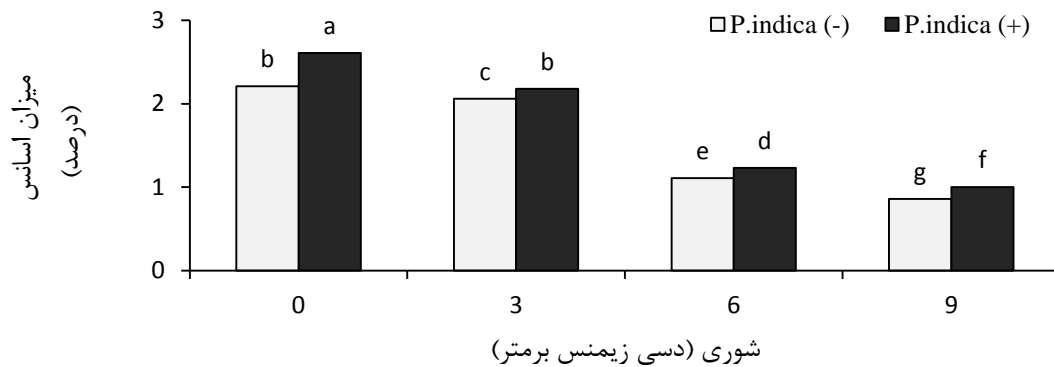 3
2
1
0
میزان اسانس
(درصد)
P.indica (-) P.indica (+)
b a c b e d g f
0 3 6 9
شوری (دسی زیمنس برمتر)